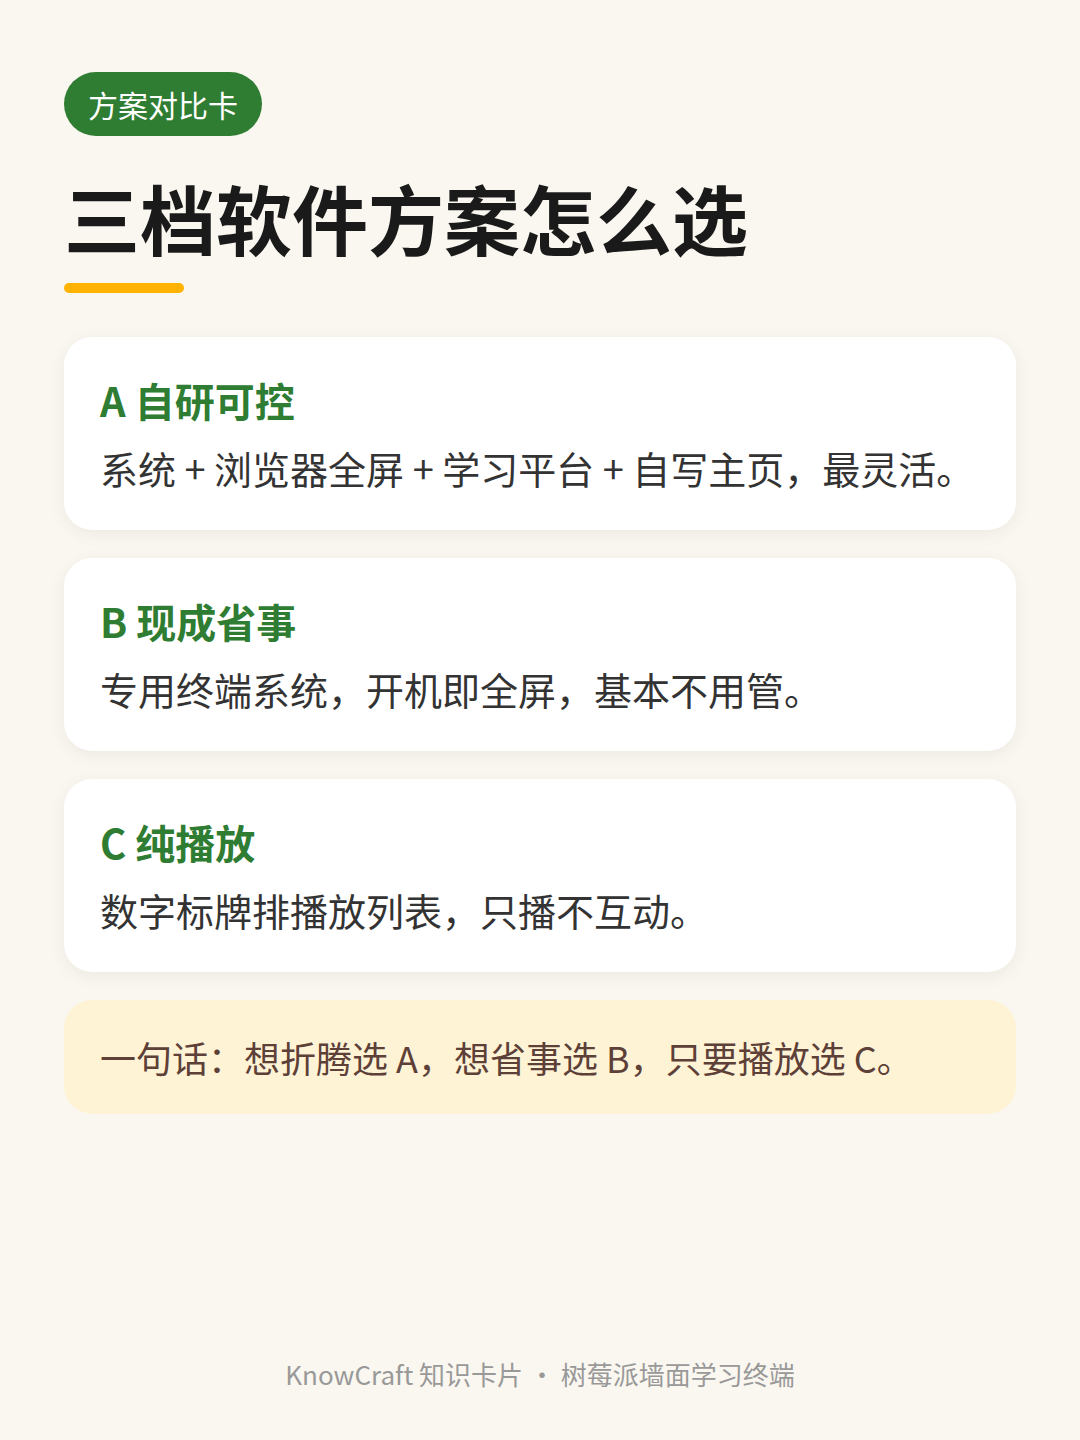 方案对比卡
三档软件方案怎么选
A 自研可控
系统 + 浏览器全屏 + 学习平台 + 自写主页，最灵活。
B 现成省事
专用终端系统，开机即全屏，基本不用管。
C 纯播放
数字标牌排播放列表，只播不互动。
一句话：想折腾选 A，想省事选 B，只要播放选 C。
KnowCraft 知识卡片 · 树莓派墙面学习终端